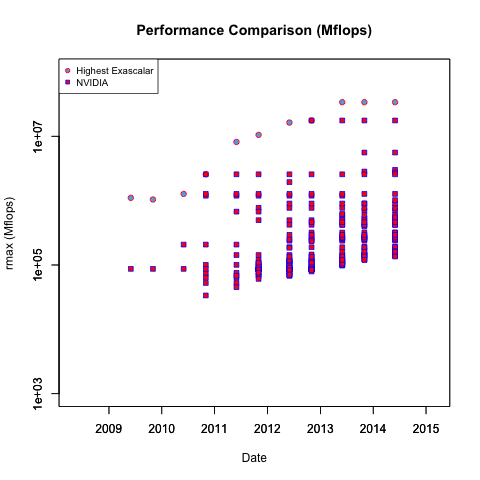 Performance Comparison (Mflops)
Highest Exascalar
NVIDIA
rmax (Mflops)
1e+07
1e+05
1e+03
2009 2010 2011 2012 2013 2014 2015
Date